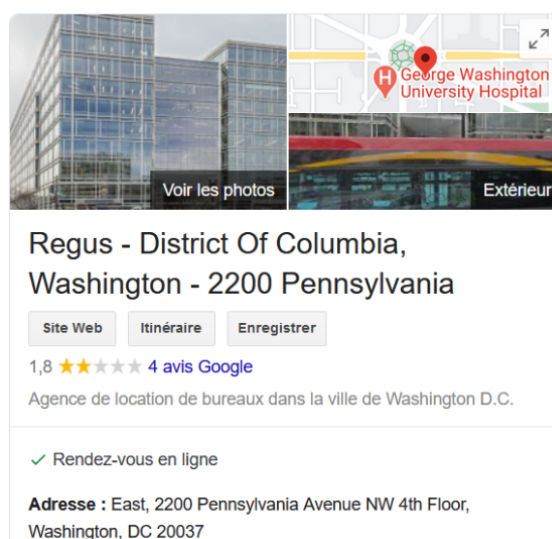 George Washington
University Hospital
Voir les photos
Extérieur
Regus - District Of Columbia,
Washington - 2200 Pennsylvania
Site Web
Itinéraire
Enregistrer
1,8
4 avis Google
Agence de location de bureaux dans la ville de Washington D.C.
Rendez-vous en ligne
Adresse : East, 2200 Pennsylvania Avenue NW 4th Floor,
Washington, DC 20037